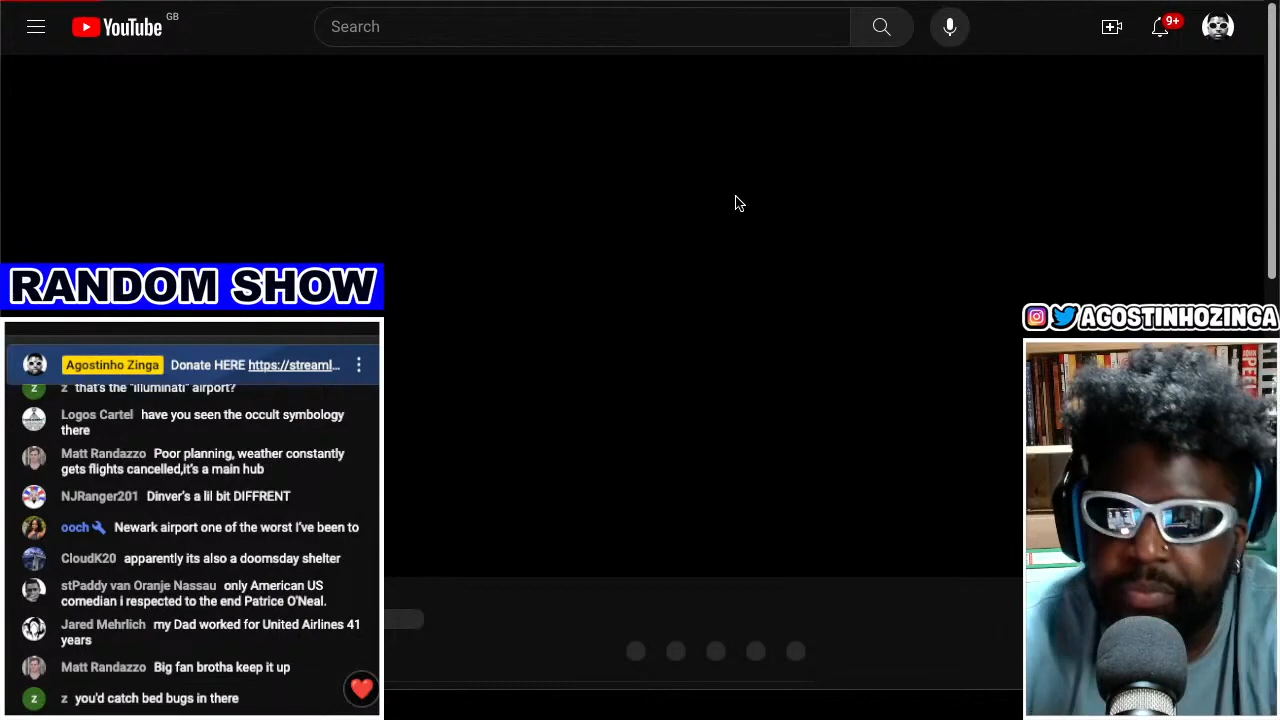 YouTube GB
Search
9+
RANDOM SHOW
AGOSTINHOZINGA
Agostinho Zinga Donate HERE https://streaml...
z that's the "illuminati" airport?
Logos Cartel have you seen the occult symbology
there
Matt Randazzo Poor planning, weather constantly
gets flights cancelled,it's a main hub
NJRanger201 Dinver's a lil bit DIFFRENT
ooch Newark airport one of the worst I've been to
CloudK20 apparently its also a doomsday shelter
stPaddy van Oranje Nassau only American US
comedian i respected to the end Patrice O'Neal.
Jared Mehrlich my Dad worked for United Airlines 41
years
Matt Randazzo Big fan brotha keep it up
z you'd catch bed bugs in there